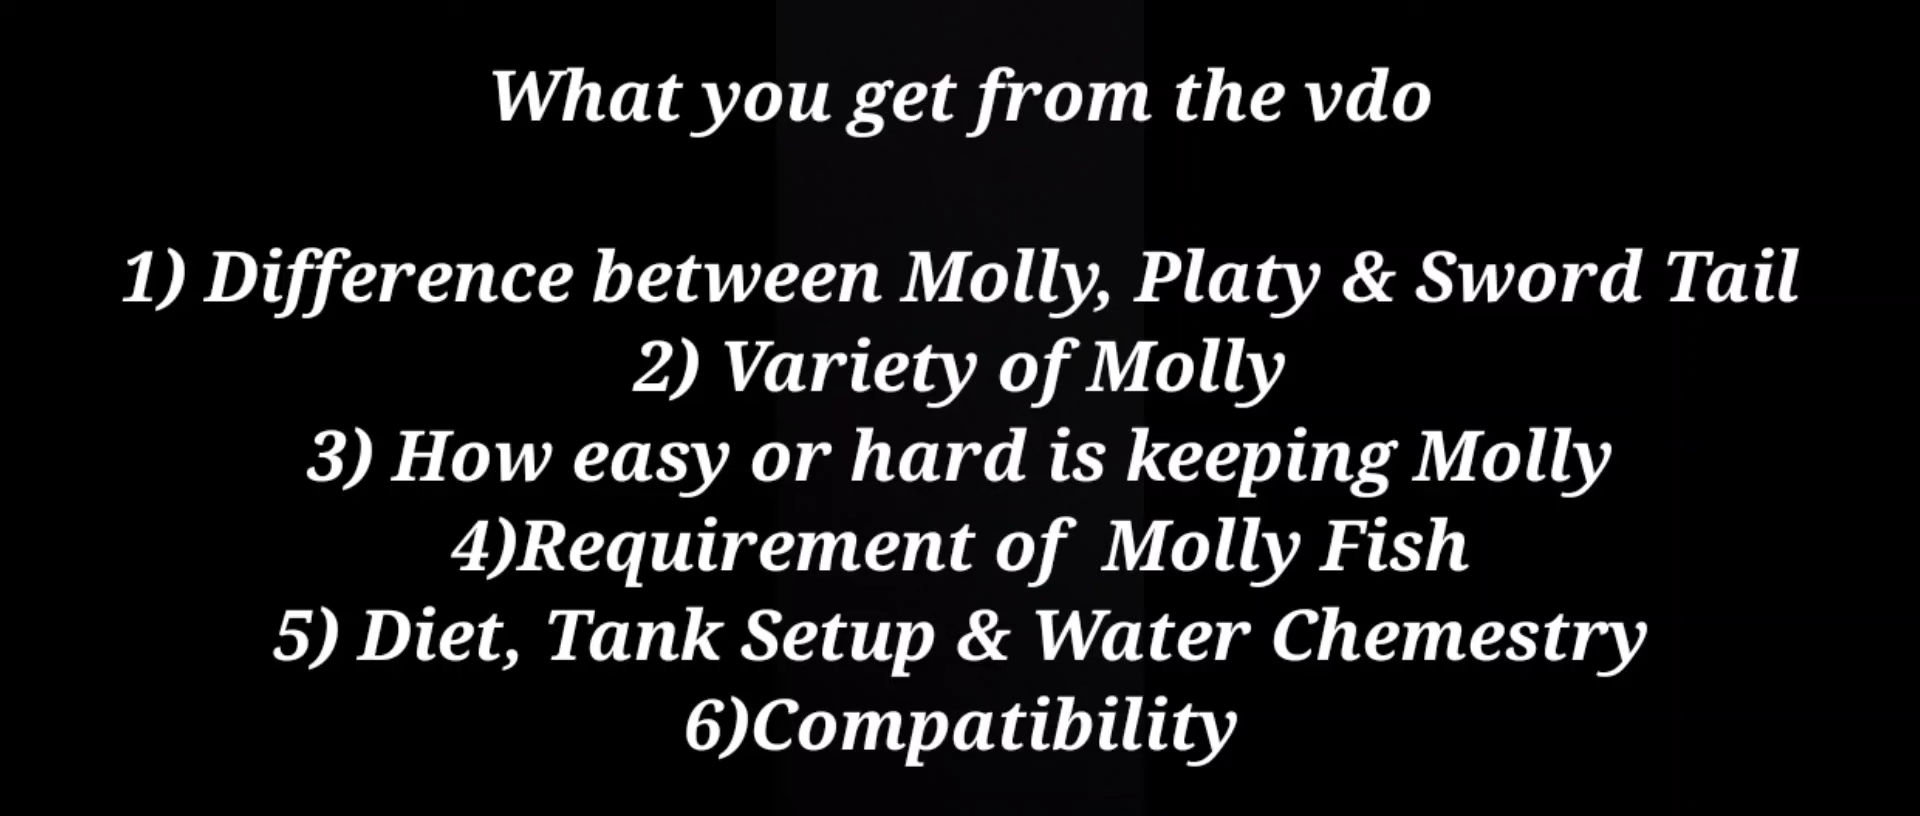 What you get from the vdo
1) Difference between Molly, Platy & Sword Tail
2) Variety of Molly
3) How easy or hard is keeping Molly
4)Requirement of  Molly Fish
5) Diet, Tank Setup & Water Chemestry
6)Compatibility